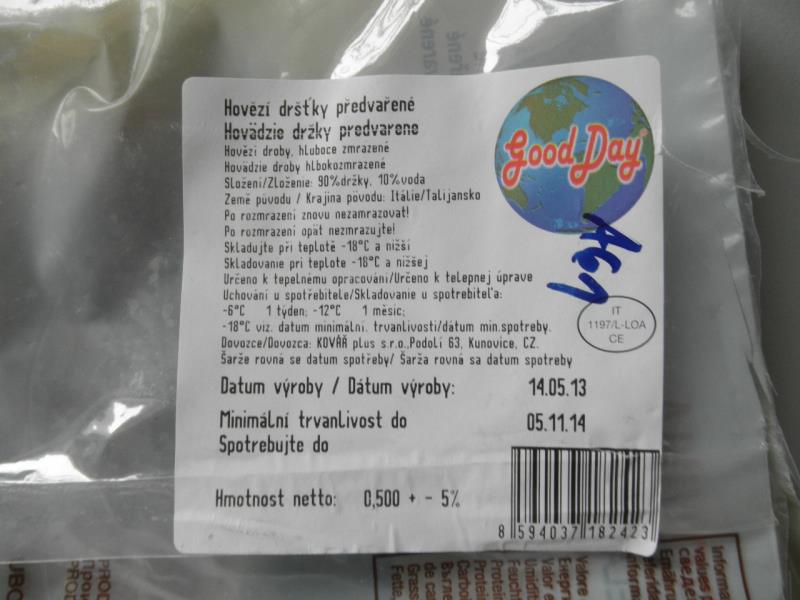 Hovězí dršťky předvařené
Hovädzie držky predvarene
Hovězí droby, hluboce zmrazené
Hovädzie droby hlbokozmrazené
Složení/Zloženie: 90%držky, 10%voda
Země původu / Krajina pôvodu: Itálie/Talijansko
Po rozmrazení znovu nezamrazovat!
Po rozmrazení opät nezmrazujte!
Skladujte při teplotě -18°C a nižší
Skladovanie pri teplote -18°C a nižšej
Určeno k tepelnému opracování/Určeno k telepnej úprave
Uchování u spotřebitele/Skladovanie u spotrebiteľa:
-6°C 1 týden; -12°C 1 měsíc;
-18°C viz. datum minimální. trvanlivosti/dátum min.spotreby.
Dovozce/Dovozca: KOVÁŘ plus s.r.o.,Podolí 63, Kunovice, CZ.
Šarže rovná se datum spotřeby/ Šarža rovná sa datum spotreby
Datum výroby / Dátum výroby: 14.05.13
Minimální trvanlivost do 05.11.14
Spotrebujte do
Hmotnost netto: 0,500 + - 5%
Good Day
A69
IT
1197/L-LOA
CE
8 594037 182423